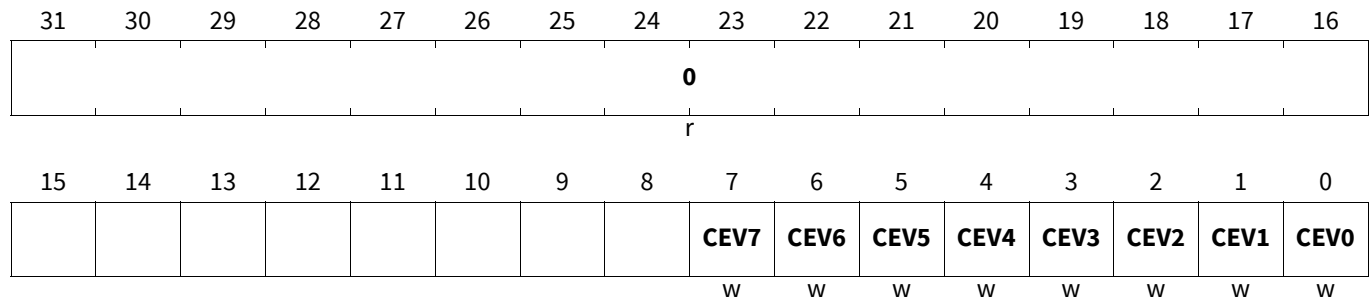 31 30 29 28 27 26 25 24 23 22 21 20 19 18 17 16
0
r
15 14 13 12 11 10 9 8 7 6 5 4 3 2 1 0
CEV7 CEV6 CEV5 CEV4 CEV3 CEV2 CEV1 CEV0
w w w w w w w w